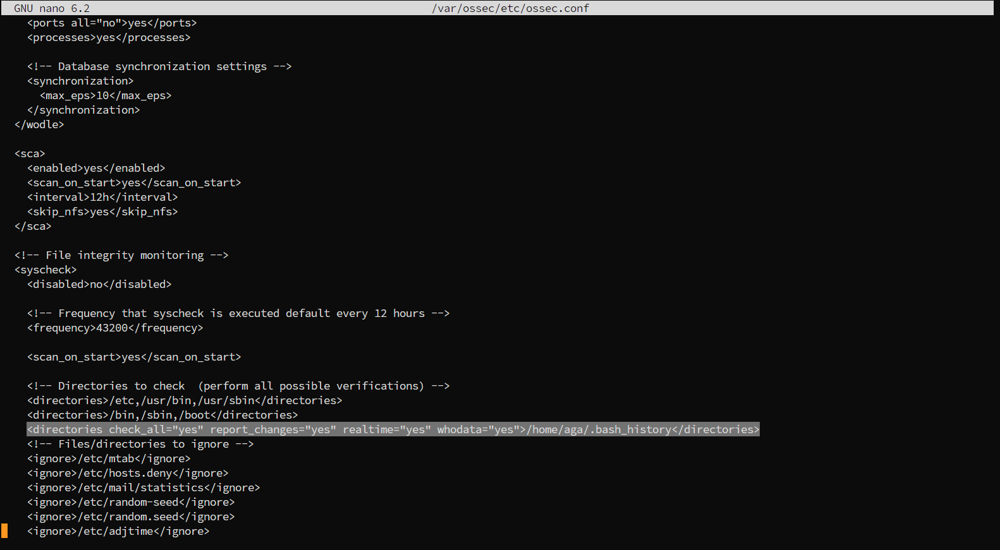 GNU nano 6.2 /var/ossec/etc/ossec.conf
<ports all="no">yes</ports>
<processes>yes</processes>
<!-- Database synchronization settings -->
<synchronization>
<max_eps>10</max_eps>
</synchronization>
</wodle>
<sca>
<enabled>yes</enabled>
<scan_on_start>yes</scan_on_start>
<interval>12h</interval>
<skip_nfs>yes</skip_nfs>
</sca>
<!-- File integrity monitoring -->
<syscheck>
<disabled>no</disabled>
<!-- Frequency that syscheck is executed default every 12 hours -->
<frequency>43200</frequency>
<scan_on_start>yes</scan_on_start>
<!-- Directories to check  (perform all possible verifications) -->
<directories>/etc,/usr/bin,/usr/sbin</directories>
<directories>/bin,/sbin,/boot</directories>
<directories check_all="yes" report_changes="yes" realtime="yes" whodata="yes">/home/aga/.bash_history</directories>
<!-- Files/directories to ignore -->
<ignore>/etc/mtab</ignore>
<ignore>/etc/hosts.deny</ignore>
<ignore>/etc/mail/statistics</ignore>
<ignore>/etc/random-seed</ignore>
<ignore>/etc/random.seed</ignore>
<ignore>/etc/adjtime</ignore>